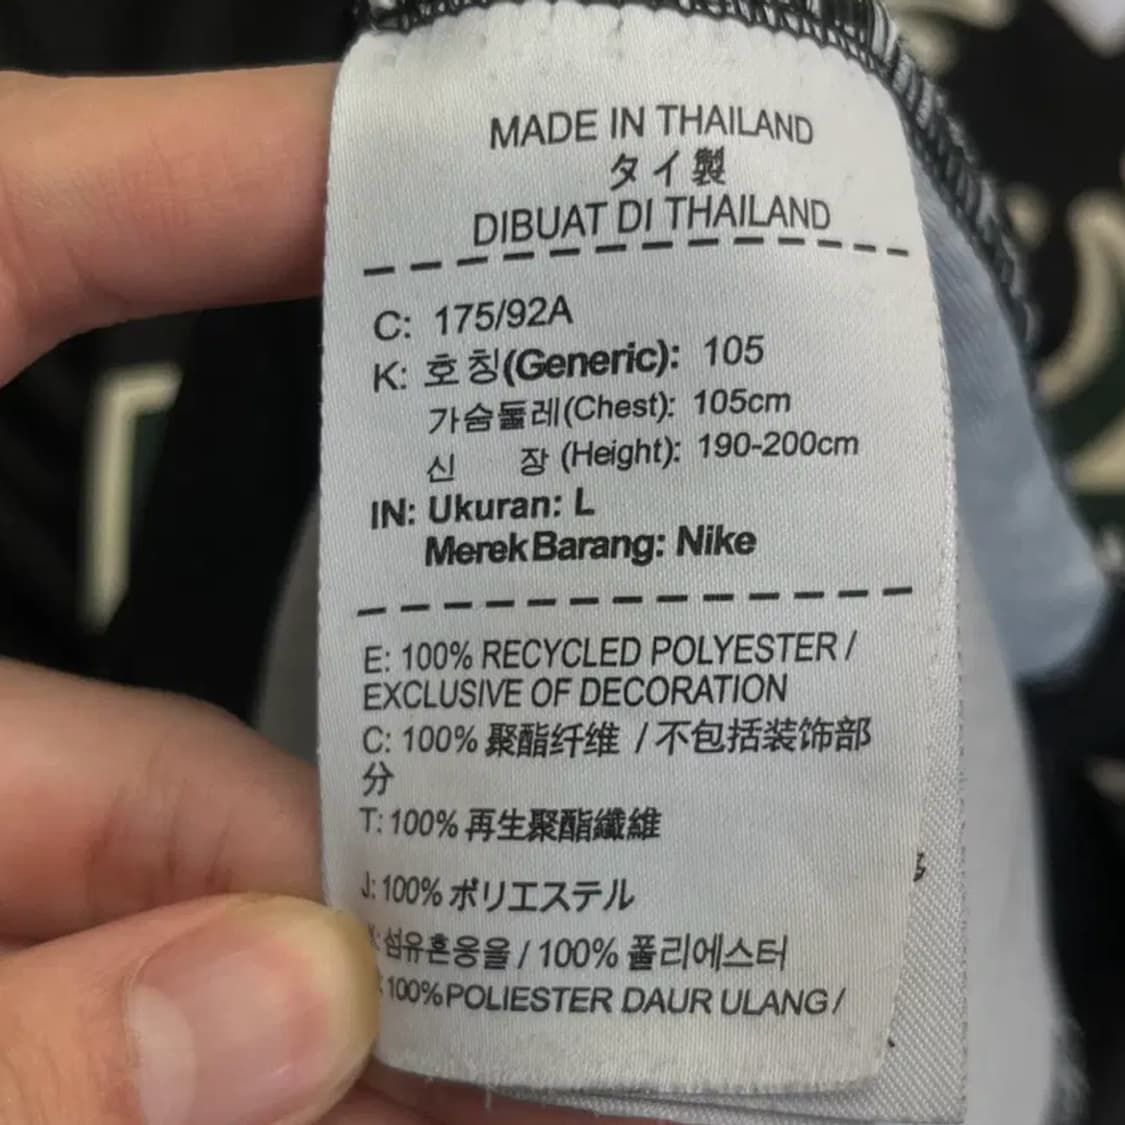 MADE IN THAILAND
タイ製
DIBUAT DI THAILAND
C: 175/92A
K: 호칭(Generic): 105
가슴둘레(Chest): 105cm
신 장 (Height): 190-200cm
IN: Ukuran: L
Merek Barang: Nike
E: 100% RECYCLED POLYESTER /
EXCLUSIVE OF DECORATION
C: 100% 聚酯纤维 / 不包括装饰部
分
T: 100% 再生聚酯纖維
J: 100% ポリエステル
섬유혼용율 / 100% 폴리에스터
100% POLIESTER DAUR ULANG /